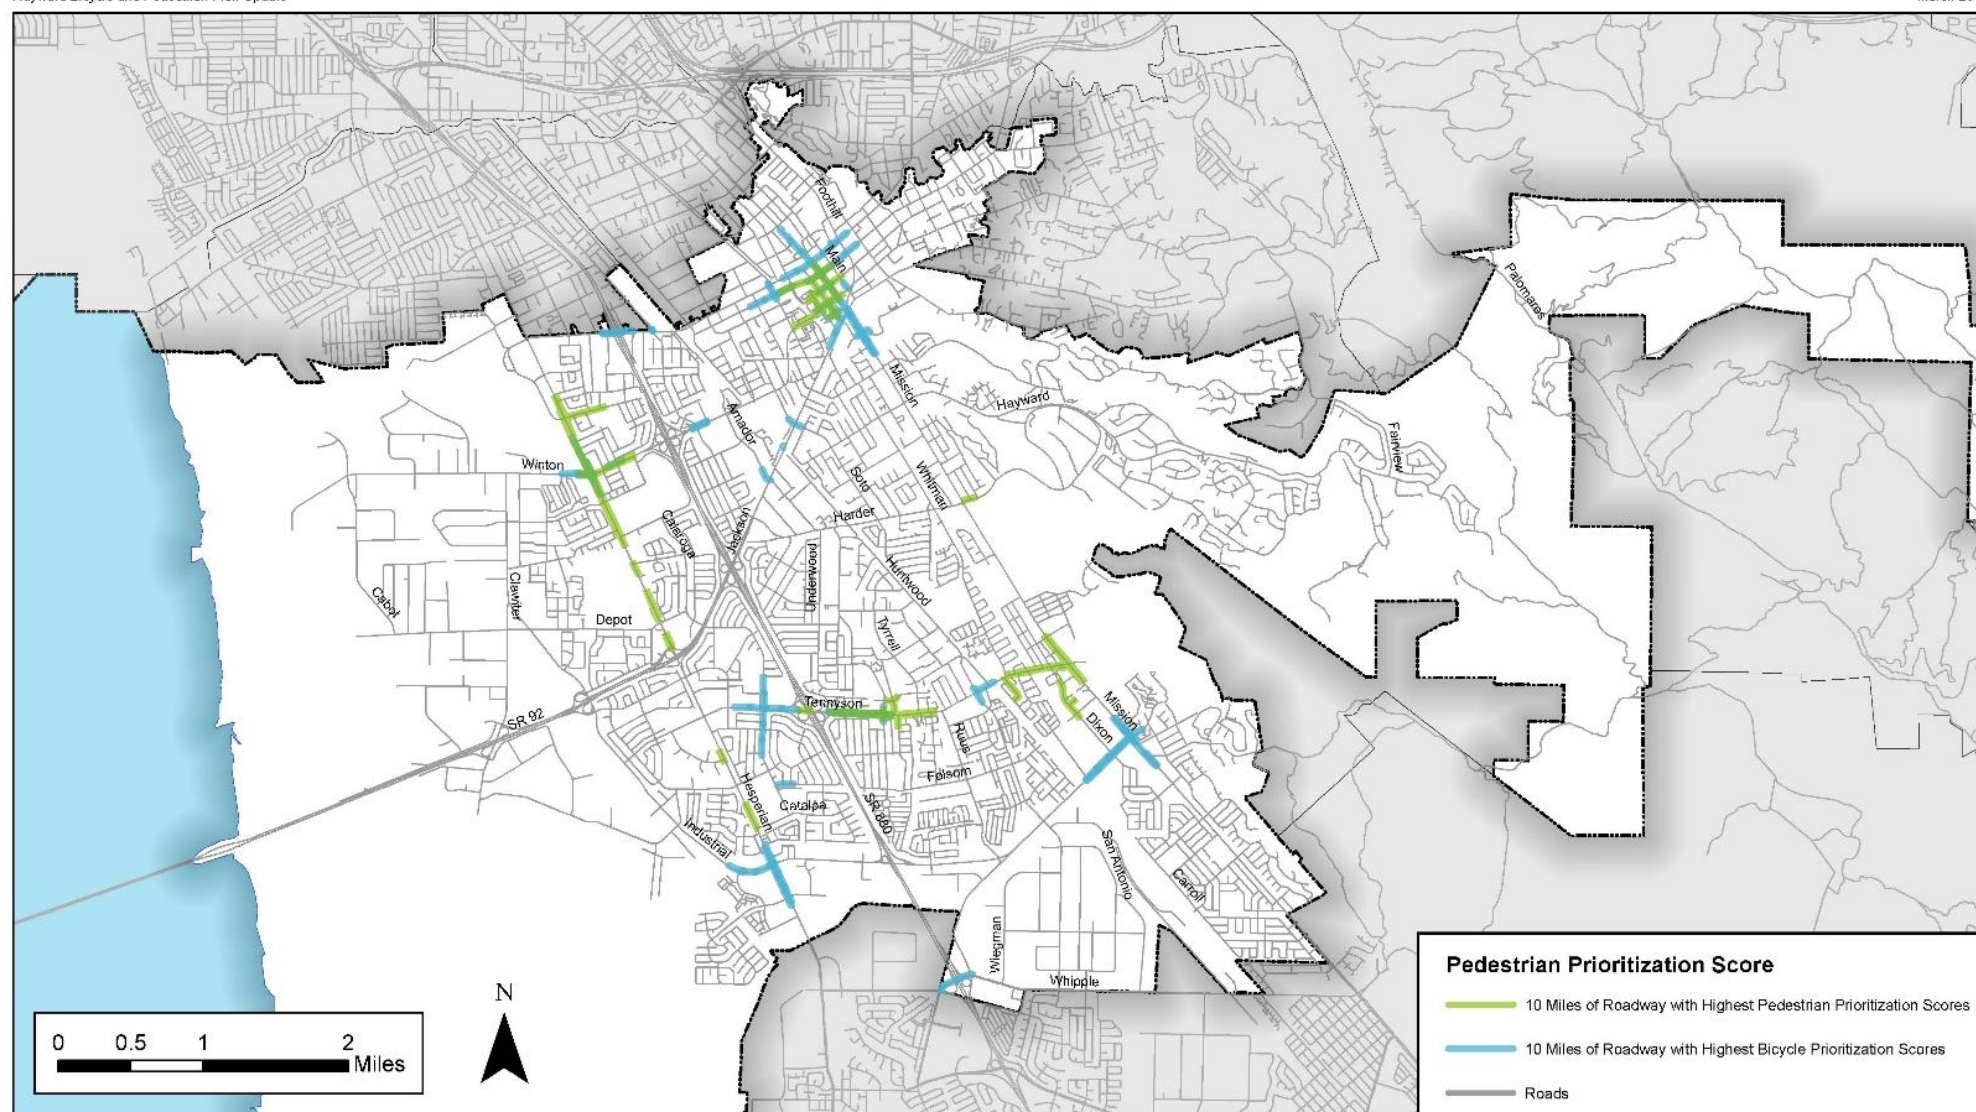 Foothill
Main
Mission
Hayward
Palomares
Fairview
Amador
Winton
Soto
Whitman
Harder
Jackson
Calaroga
Underwood
Huntwood
Cabot
Clawiter
Depot
Tyrrell
SR 92
Tennyson
Mission
Dixon
Ruus
Folsom
Hesperian
Catalpa
SR 880
Industrial
San Antonio
Carroll
Wiegman
Whipple
N
0 0.5 1 2
Miles
Pedestrian Prioritization Score
10 Miles of Roadway with Highest Pedestrian Prioritization Scores
10 Miles of Roadway with Highest Bicycle Prioritization Scores
Roads